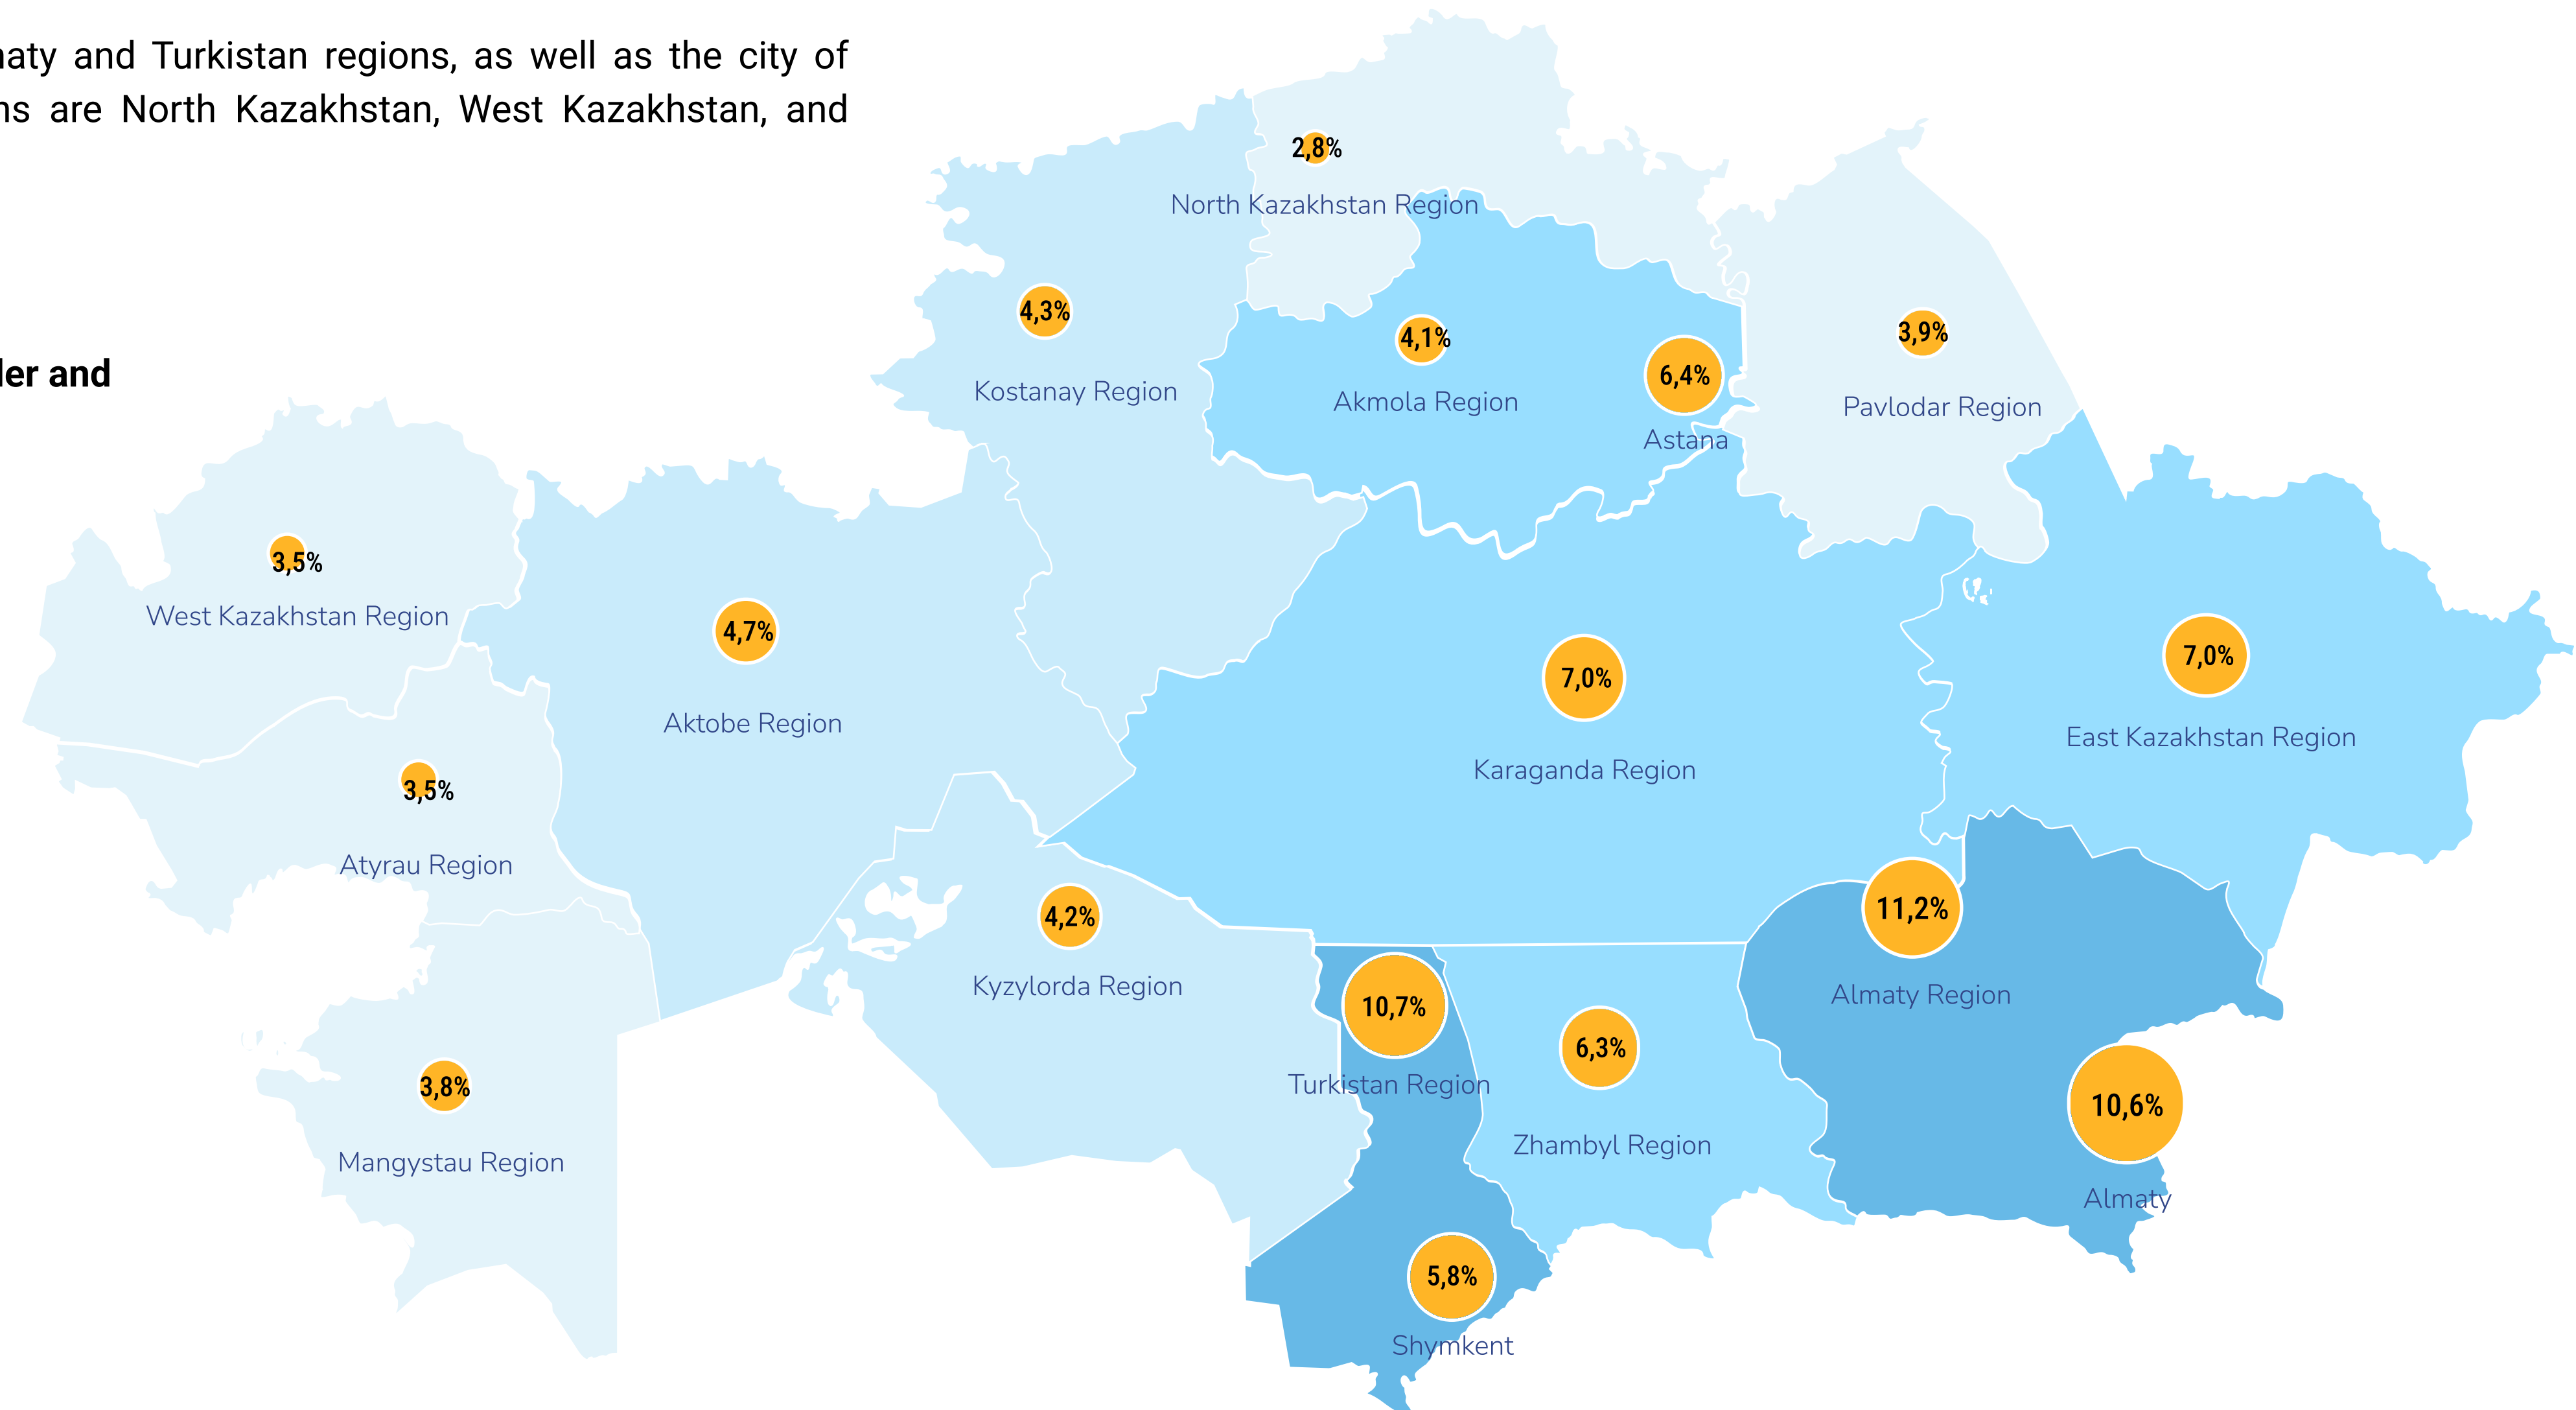 naty and Turkistan regions, as well as the city of
ns are North Kazakhstan, West Kazakhstan, and
der and
2,8%
North Kazakhstan Region
4,3%
Kostanay Region
4,1%
Akmola Region
6,4%
Astana
3,9%
Pavlodar Region
3,5%
West Kazakhstan Region
4,7%
Aktobe Region
7,0%
Karaganda Region
7,0%
East Kazakhstan Region
3,5%
Atyrau Region
4,2%
Kyzylorda Region
11,2%
Almaty Region
10,7%
Turkistan Region
6,3%
Zhambyl Region
3,8%
Mangystau Region
10,6%
Almaty
5,8%
Shymkent